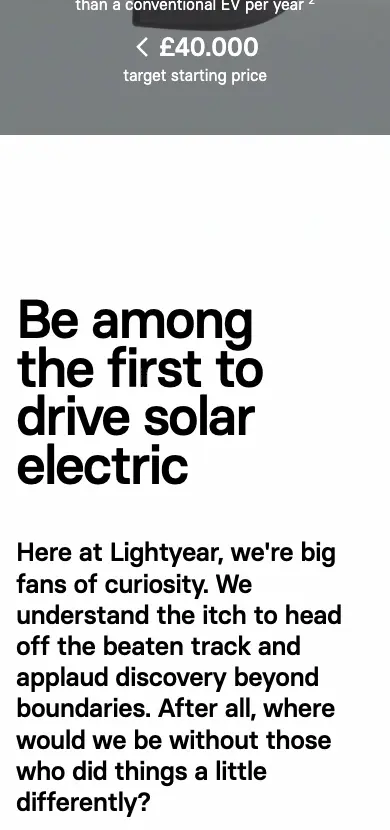 than a conventional EV per year ²
< £40.000
target starting price
Be among
the first to
drive solar
electric
Here at Lightyear, we're big
fans of curiosity. We
understand the itch to head
off the beaten track and
applaud discovery beyond
boundaries. After all, where
would we be without those
who did things a little
differently?